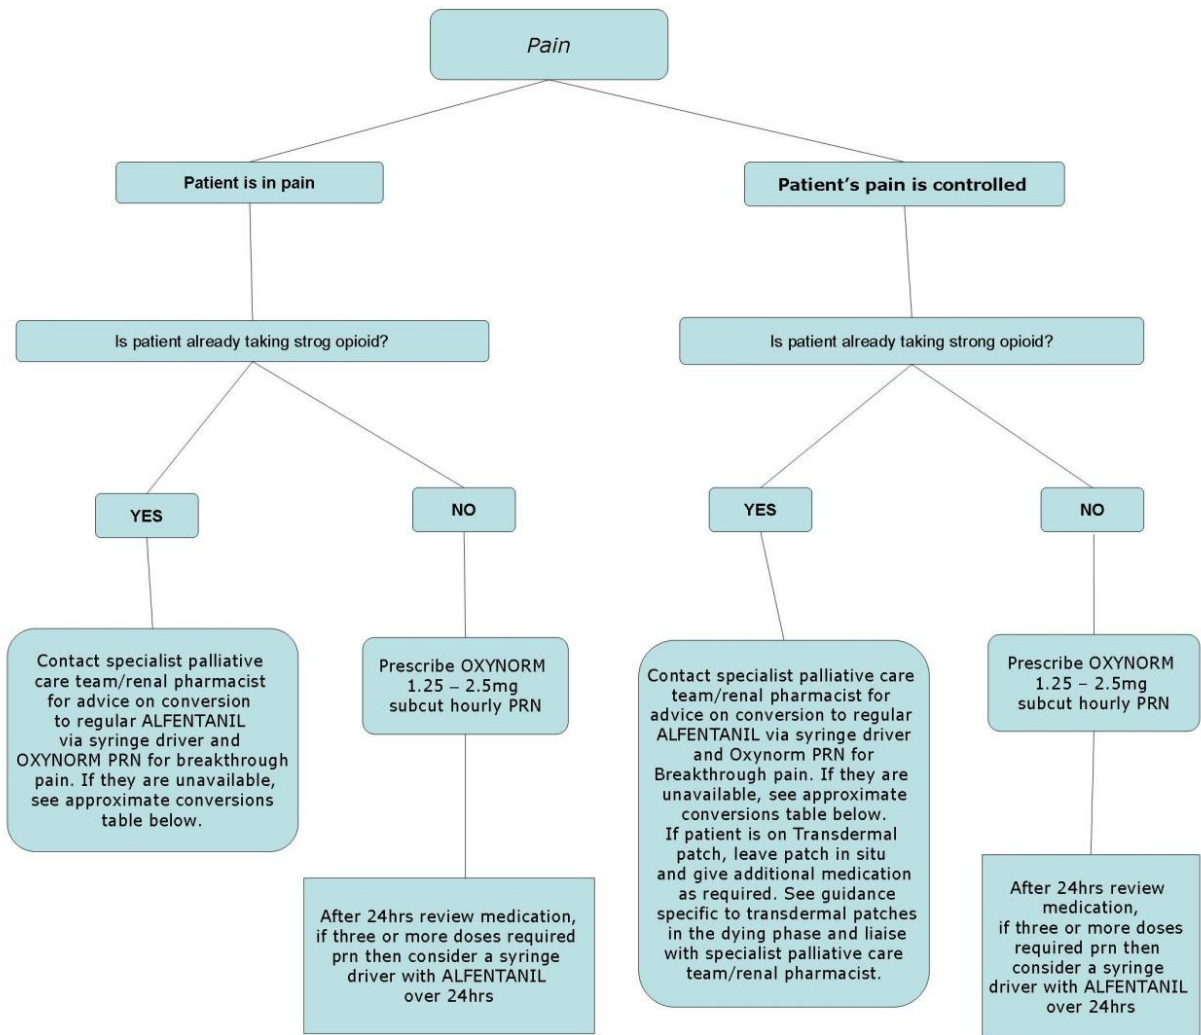 Pain
Patient is in pain
Patient's pain is controlled
Is patient already taking strog opioid?
Is patient already taking strong opioid?
YES
NO
YES
NO
Contact specialist palliative
care team/renal pharmacist
for advice on conversion
to regular ALFENTANIL
via syringe driver and
OXYNORM PRN for breakthrough
pain. If they are unavailable,
see approximate conversions
table below.
Prescribe OXYNORM
1.25 – 2.5mg
subcut hourly PRN
After 24hrs review medication,
if three or more doses required
prn then consider a syringe
driver with ALFENTANIL
over 24hrs
Contact specialist palliative care
team/renal pharmacist for
advice on conversion to regular
ALFENTANIL via syringe driver
and Oxynorm PRN for
Breakthrough pain. If they are
unavailable, see approximate
conversions table below.
If patient is on Transdermal
patch, leave patch in situ
and give additional medication
as required. See guidance
specific to transdermal patches
in the dying phase and liaise
with specialist palliative care
team/renal pharmacist.
Prescribe OXYNORM
1.25 – 2.5mg
subcut hourly PRN
After 24hrs review
medication,
if three or more doses
required prn then
consider a syringe
driver with ALFENTANIL
over 24hrs